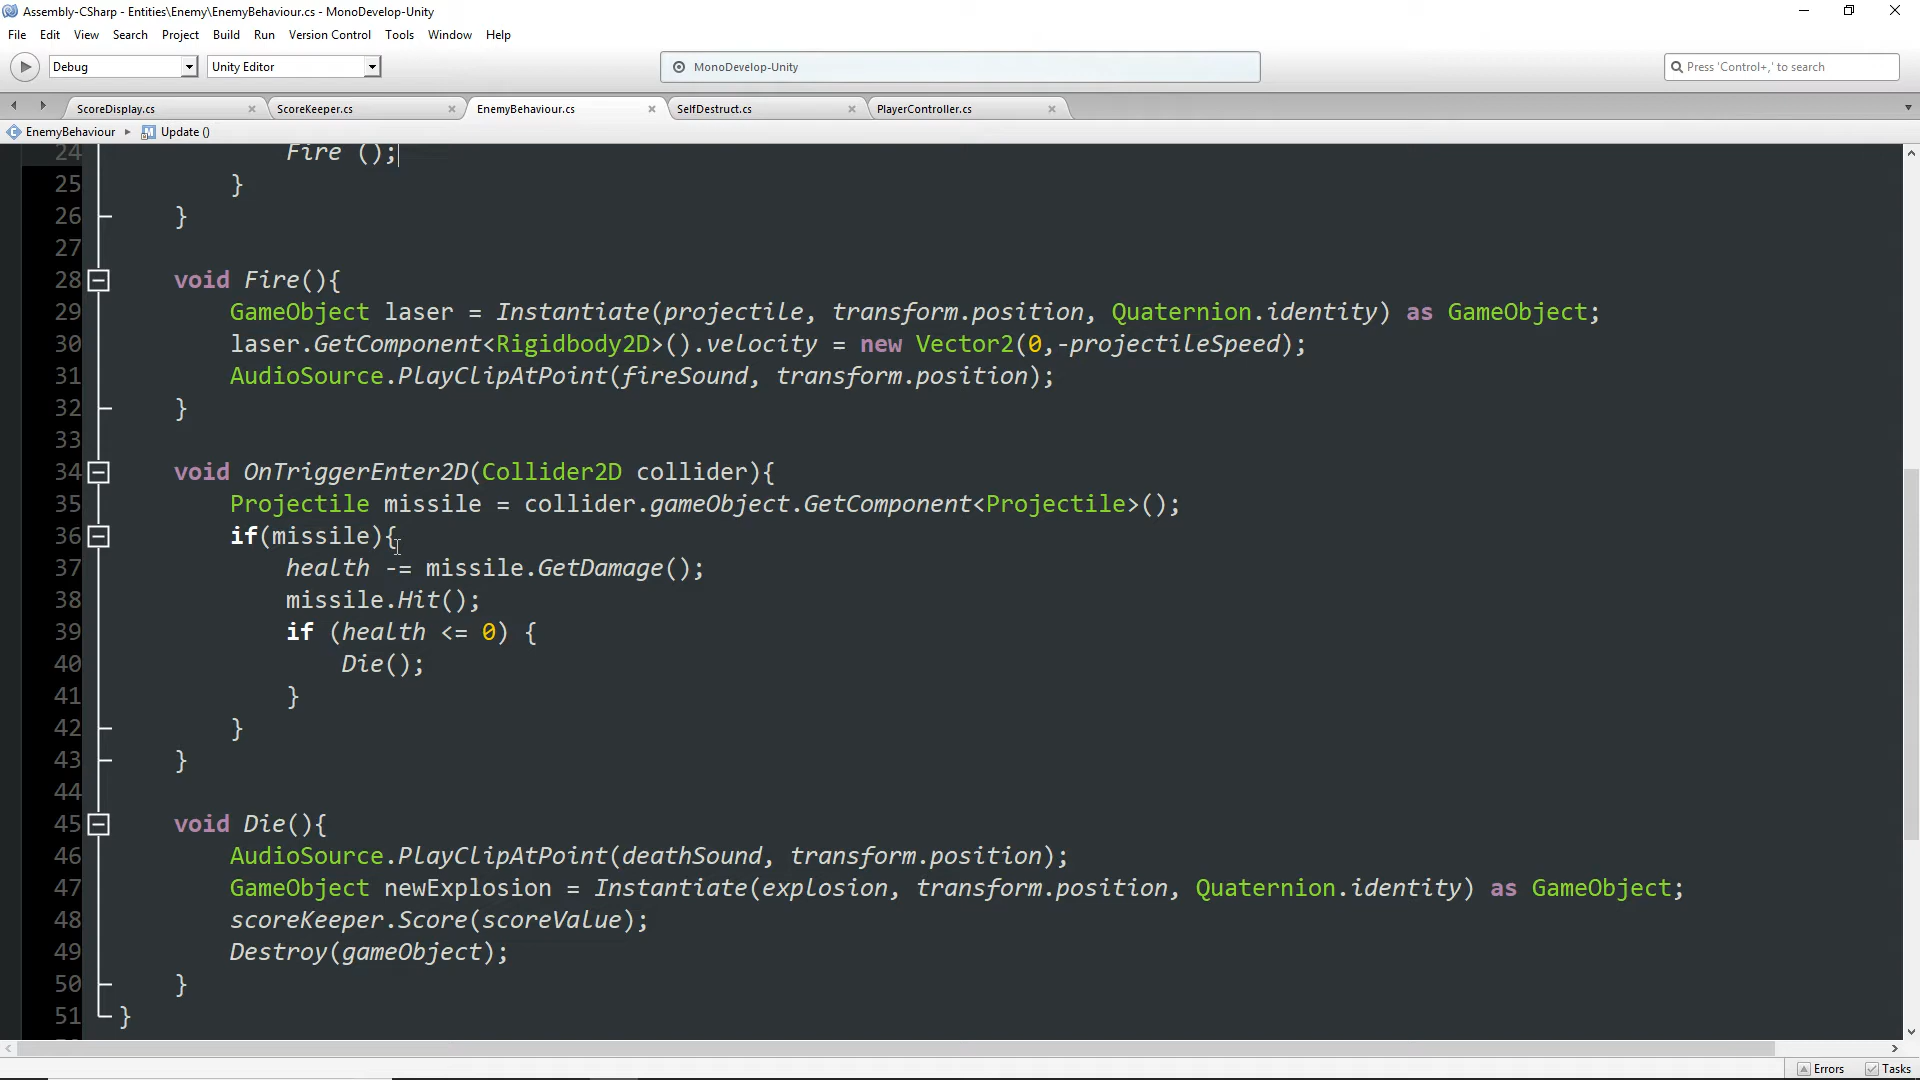 Assembly-CSharp - Entities\Enemy\EnemyBehaviour.cs - MonoDevelop-Unity
File Edit View Search Project Build Run Version Control Tools Window Help
Debug Unity Editor MonoDevelop-Unity Press 'Control+,' to search
ScoreDisplay.cs ScoreKeeper.cs EnemyBehaviour.cs SelfDestruct.cs PlayerController.cs
EnemyBehaviour Update ()
24 Fire ();
25 }
26 }
27
28 void Fire(){
29 GameObject laser = Instantiate(projectile, transform.position, Quaternion.identity) as GameObject;
30 laser.GetComponent<Rigidbody2D>().velocity = new Vector2(0,-projectileSpeed);
31 AudioSource.PlayClipAtPoint(fireSound, transform.position);
32 }
33
34 void OnTriggerEnter2D(Collider2D collider){
35 Projectile missile = collider.gameObject.GetComponent<Projectile>();
36 if(missile){
37 health -= missile.GetDamage();
38 missile.Hit();
39 if (health <= 0) {
40 Die();
41 }
42 }
43 }
44
45 void Die(){
46 AudioSource.PlayClipAtPoint(deathSound, transform.position);
47 GameObject newExplosion = Instantiate(explosion, transform.position, Quaternion.identity) as GameObject;
48 scoreKeeper.Score(scoreValue);
49 Destroy(gameObject);
50 }
51 }
Errors Tasks